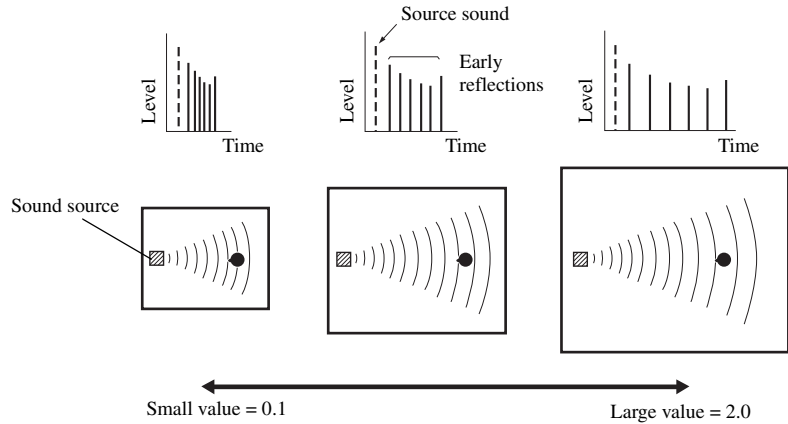 Source sound
Early
reflections
Level
Time
Level
Time
Level
Time
Sound source
Small value = 0.1
Large value = 2.0